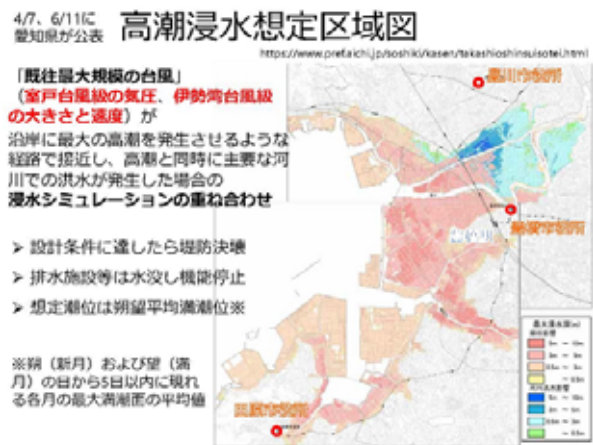 4/7、6/11に
愛知県が公表
高潮浸水想定区域図
https://www.pref.aichi.jp/soshiki/kasen/takashioshinsuisotei.html
「既往最大規模の台風」
（室戸台風級の気圧、伊勢湾台風級
の大きさと速度）が
沿岸に最大の高潮を発生させるような
経路で接近し、高潮と同時に主要な河
川での洪水が発生した場合の
浸水シミュレーションの重ね合わせ
➢ 設計条件に達したら堤防決壊
➢ 排水施設等は水没し機能停止
➢ 想定潮位は朔望平均満潮位※
※朔（新月）および望（満
月）の日から5日以内に現れ
る各月の最大満潮面の平均値
豊川市役所
田原市役所
最大浸水深(m)